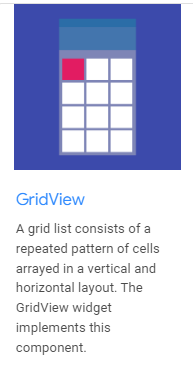 GridView
A grid list consists of a
repeated pattern of cells
arrayed in a vertical and
horizontal layout. The
GridView widget
implements this
component.